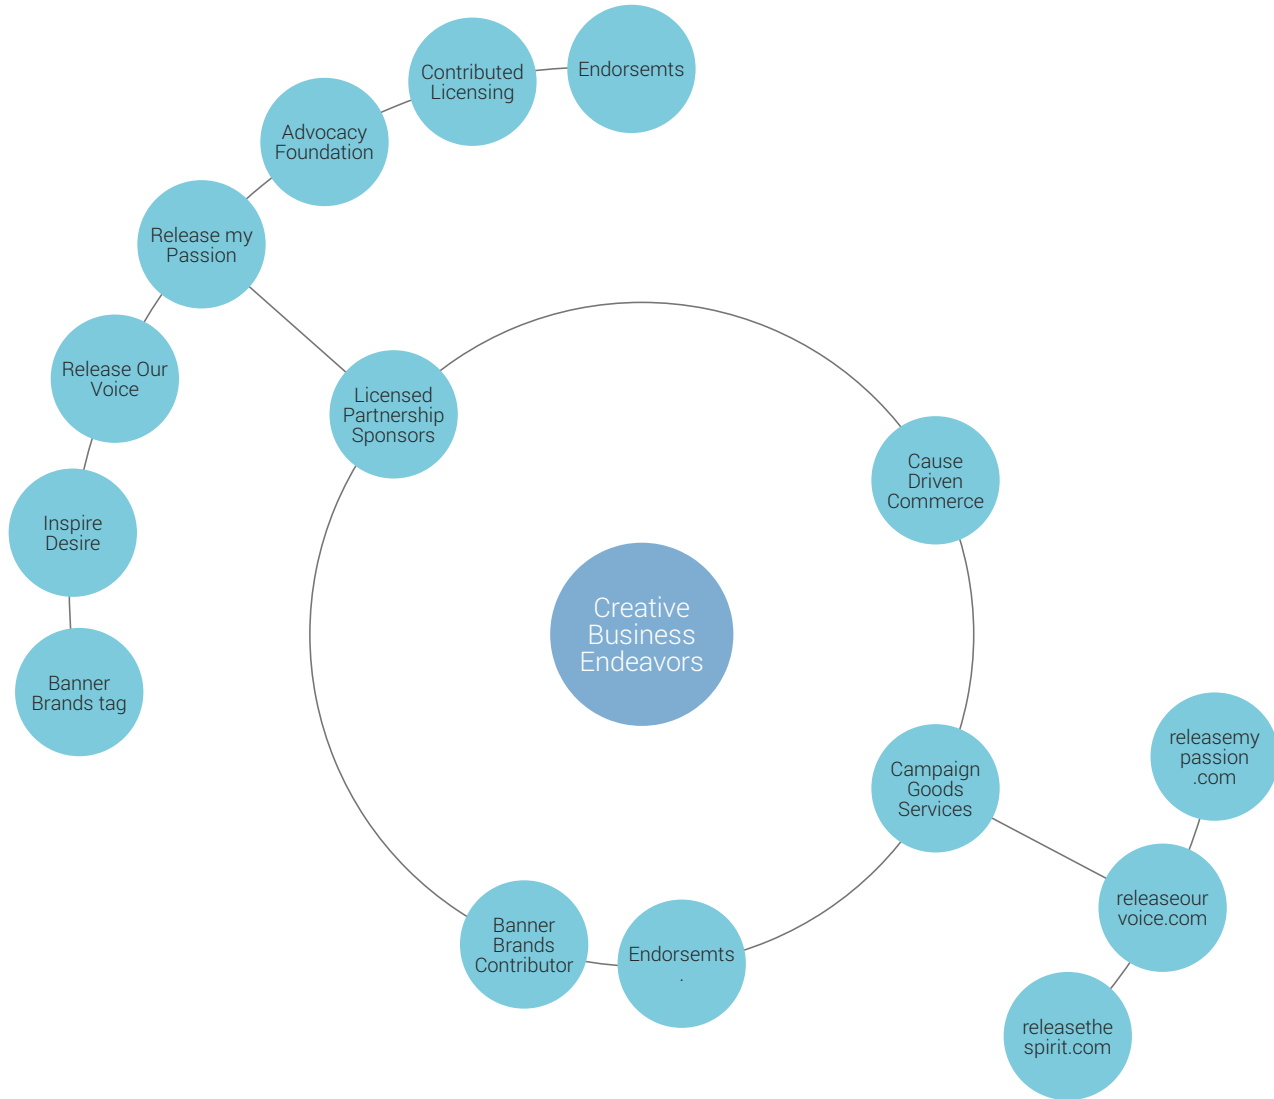 Contributed
Licensing
Endorsemts
Advocacy
Foundation
Release my
Passion
Release Our
Voice
Licensed
Partnership
Sponsors
Cause
Driven
Commerce
Inspire
Desire
Creative
Business
Endeavors
Banner
Brands tag
releasemy
passion
.com
Campaign
Goods
Services
releaseour
voice.com
Banner
Brands
Contributor
Endorsemts
.
releasethe
spirit.com